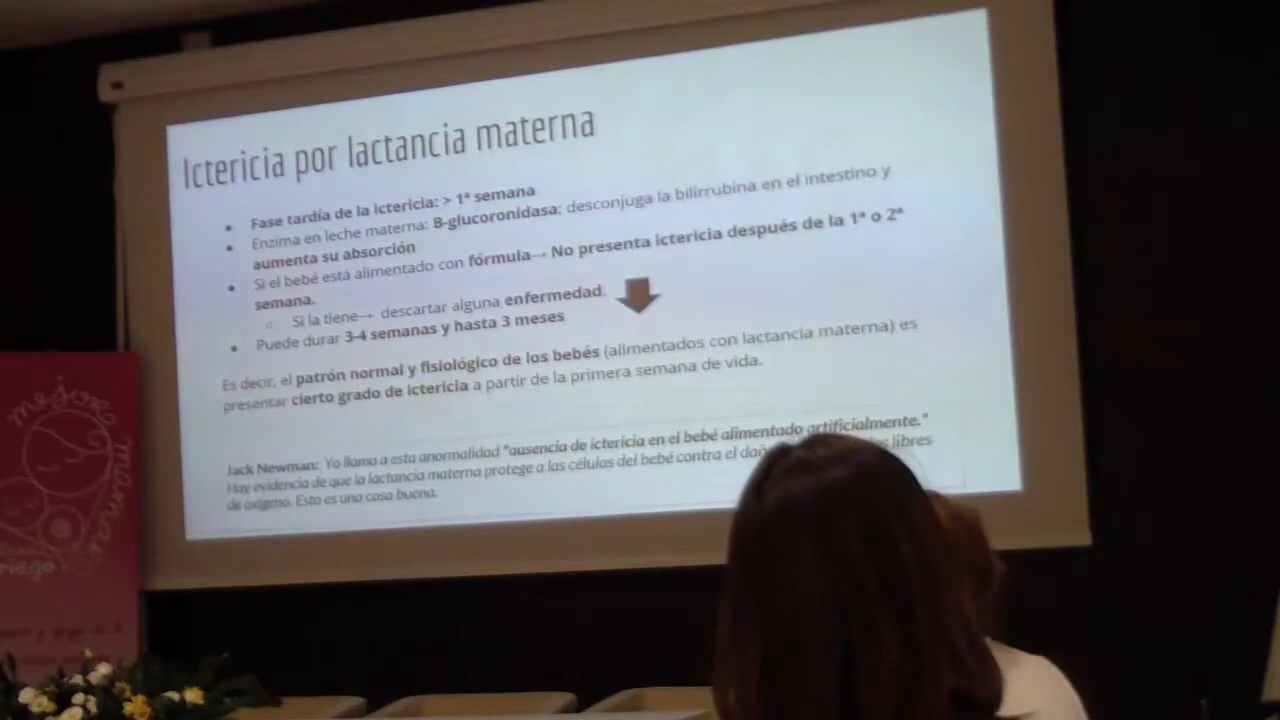 Ictericia por lactancia materna
• Fase tardía de la ictericia: > 1ª semana
• Enzima en leche materna: B-glucoronidasa: desconjuga la bilirrubina en el intestino y
aumenta su absorción
• Si el bebé está alimentado con fórmula→ No presenta ictericia después de la 1ª o 2ª
semana.
○ Si la tiene→ descartar alguna enfermedad.
• Puede durar 3-4 semanas y hasta 3 meses
Es decir, el patrón normal y fisiológico de los bebés (alimentados con lactancia materna) es
presentar cierto grado de ictericia a partir de la primera semana de vida.
Jack Newman: Yo llamo a esta anormalidad "ausencia de ictericia en el bebé alimentado artificialmente."
Hay evidencia de que la lactancia materna protege a las células del bebé contra el libres
de oxígeno. Esto es una cosa buena.
mejor
mamar